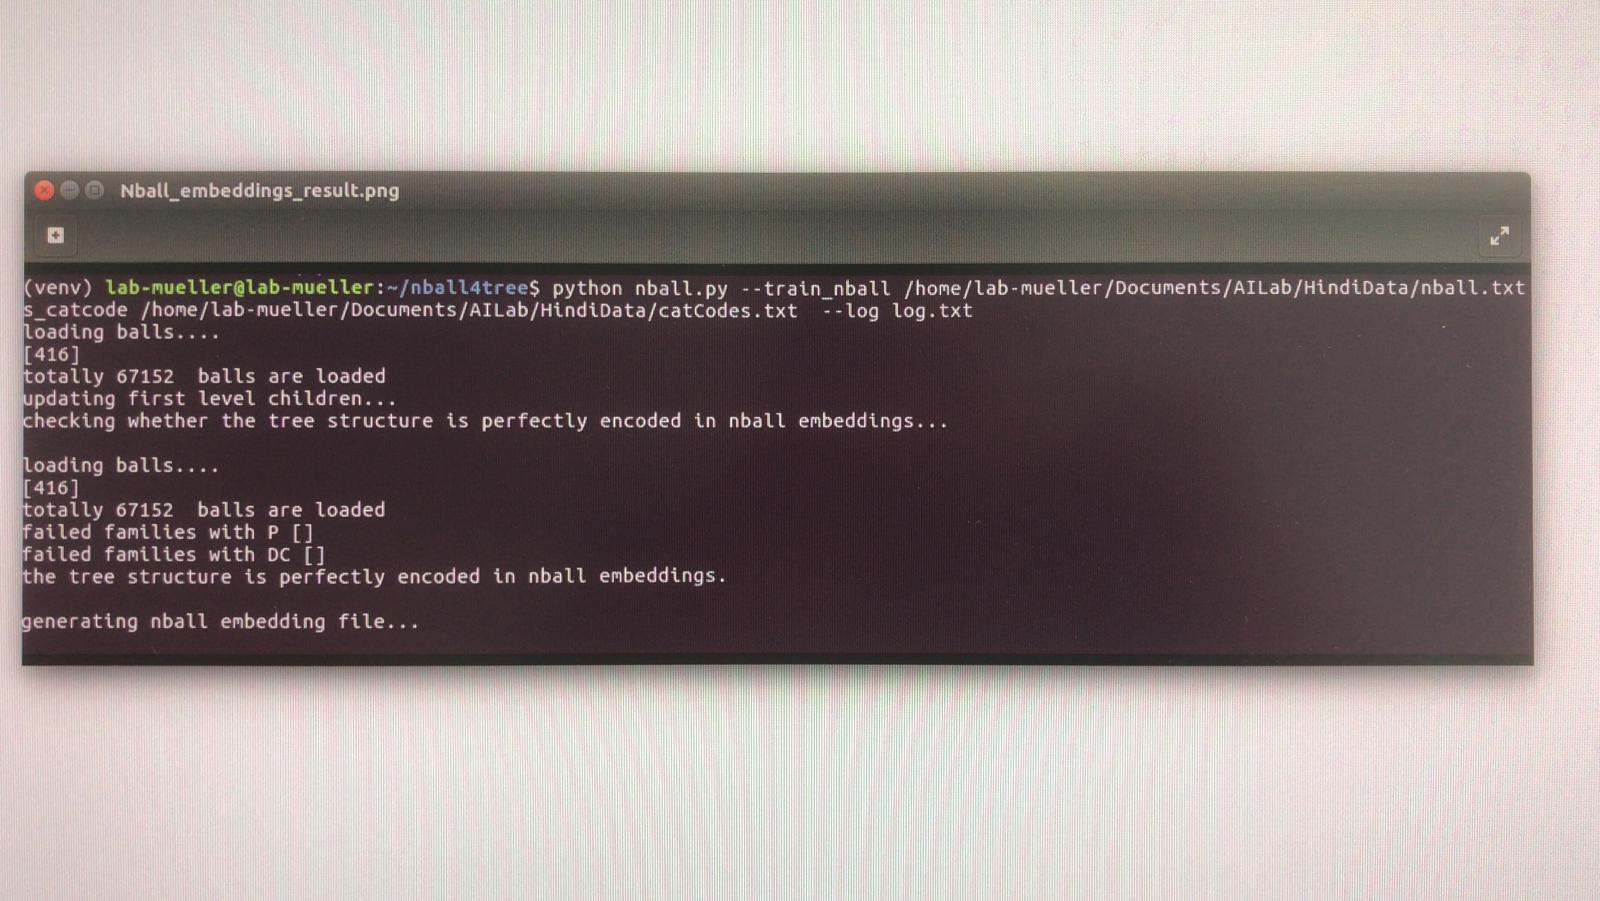 Nball_embeddings_result.png
(venv) lab-mueller@lab-mueller:~/nball4tree$ python nball.py --train_nball /home/lab-mueller/Documents/AILab/HindiData/nball.txt
s_catcode /home/lab-mueller/Documents/AILab/HindiData/catCodes.txt  --log log.txt
loading balls....
[416]
totally 67152  balls are loaded
updating first level children...
checking whether the tree structure is perfectly encoded in nball embeddings...
loading balls....
[416]
totally 67152  balls are loaded
failed families with P []
failed families with DC []
the tree structure is perfectly encoded in nball embeddings.
generating nball embedding file...